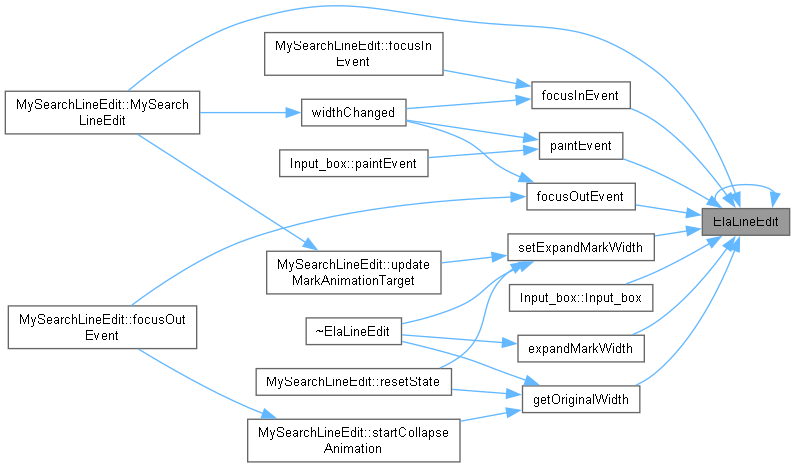 MySearchLineEdit::focusIn
Event
MySearchLineEdit::MySearch
LineEdit
widthChanged
focusInEvent
paintEvent
Input_box::paintEvent
focusOutEvent
ElaLineEdit
setExpandMarkWidth
MySearchLineEdit::update
MarkAnimationTarget
Input_box::Input_box
MySearchLineEdit::focusOut
Event
~ElaLineEdit
expandMarkWidth
MySearchLineEdit::resetState
getOriginalWidth
MySearchLineEdit::startCollapse
Animation